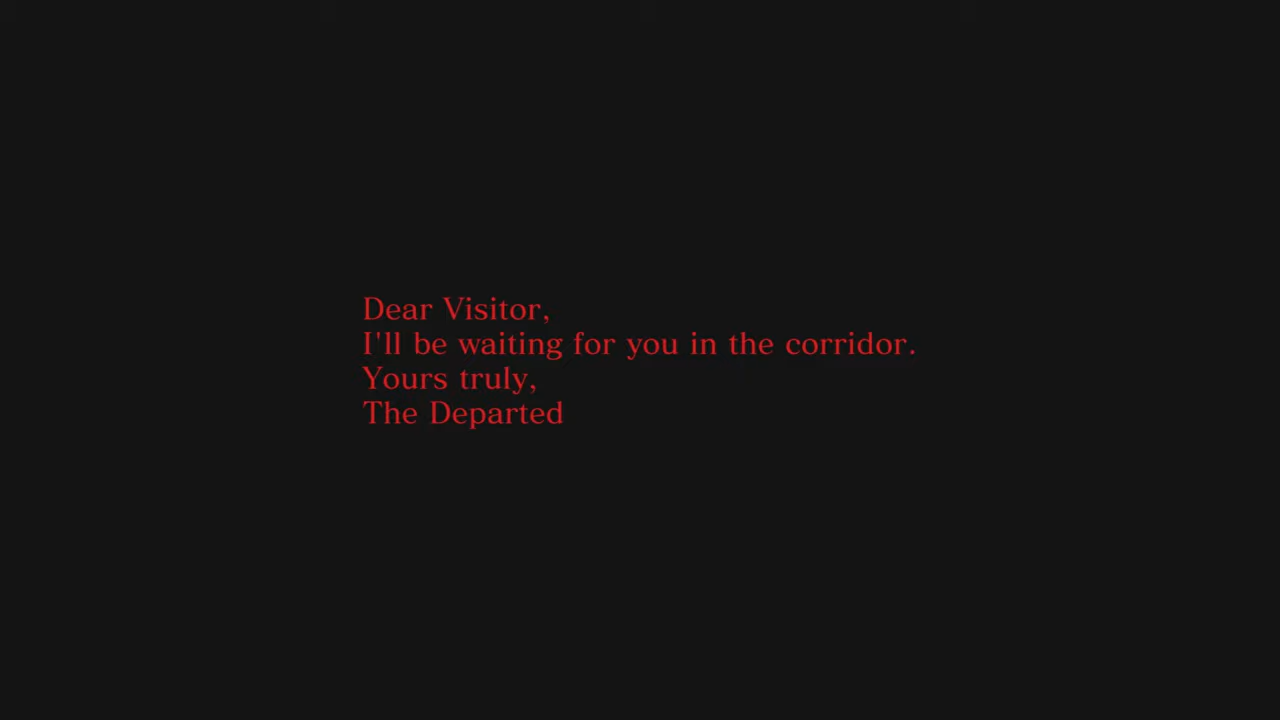 Dear Visitor,
I'll be waiting for you in the corridor.
Yours truly,
The Departed